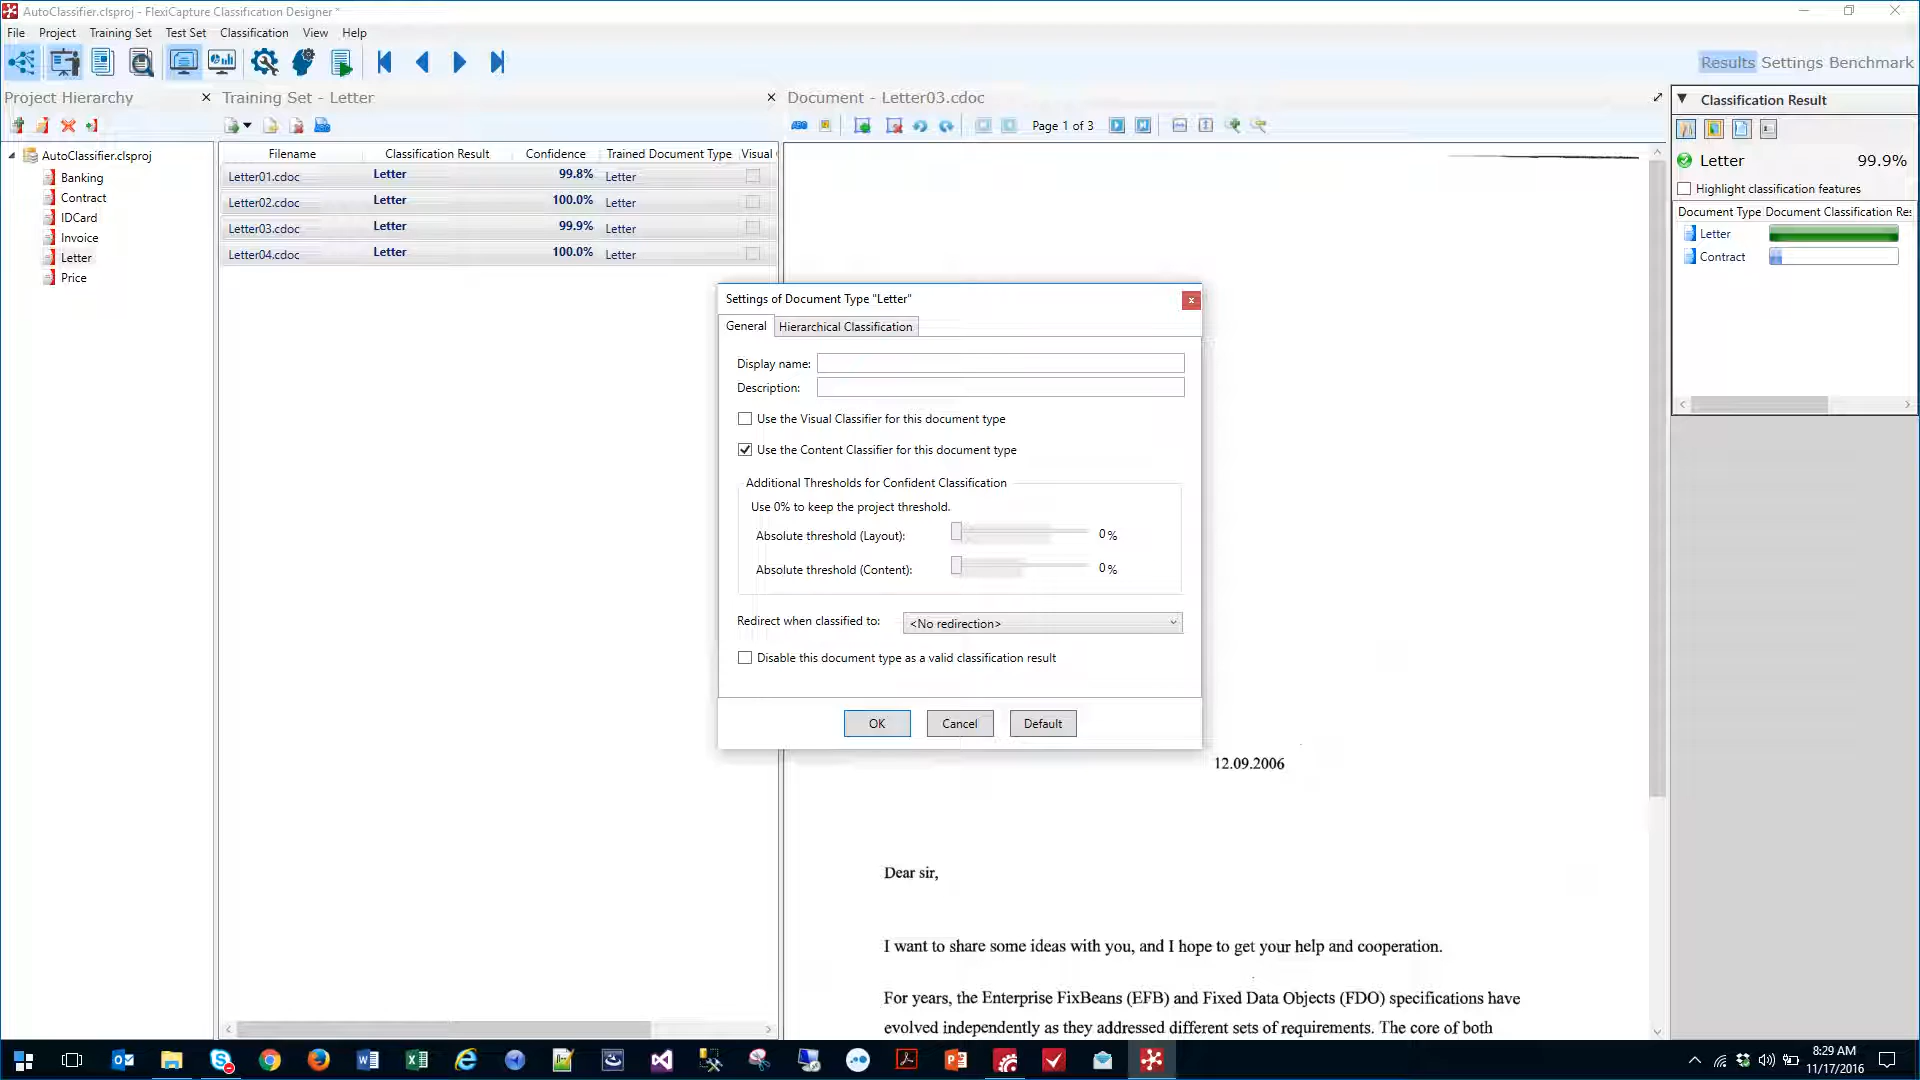 AutoClassifier.clsproj - FlexiCapture Classification Designer *
File Project Training Set Test Set Classification View Help
Results Settings Benchmark
Project Hierarchy
AutoClassifier.clsproj
Banking
Contract
IDCard
Invoice
Letter
Price
Training Set - Letter
Filename Classification Result Confidence Trained Document Type Visual
Letter01.cdoc Letter 99.8% Letter
Letter02.cdoc Letter 100.0% Letter
Letter03.cdoc Letter 99.9% Letter
Letter04.cdoc Letter 100.0% Letter
Document - Letter03.cdoc
ABC
Page 1 of 3
Settings of Document Type "Letter"
General Hierarchical Classification
Display name:
Description:
Use the Visual Classifier for this document type
Use the Content Classifier for this document type
Additional Thresholds for Confident Classification
Use 0% to keep the project threshold.
Absolute threshold (Layout): 0 %
Absolute threshold (Content): 0 %
Redirect when classified to: <No redirection>
Disable this document type as a valid classification result
OK Cancel Default
12.09.2006
Dear sir,
I want to share some ideas with you, and I hope to get your help and cooperation.
For years, the Enterprise FixBeans (EFB) and Fixed Data Objects (FDO) specifications have
evolved independently as they addressed different sets of requirements. The core of both
Classification Result
Letter 99.9%
Highlight classification features
Document Type Document Classification Res
Letter
Contract
8:29 AM
11/17/2016